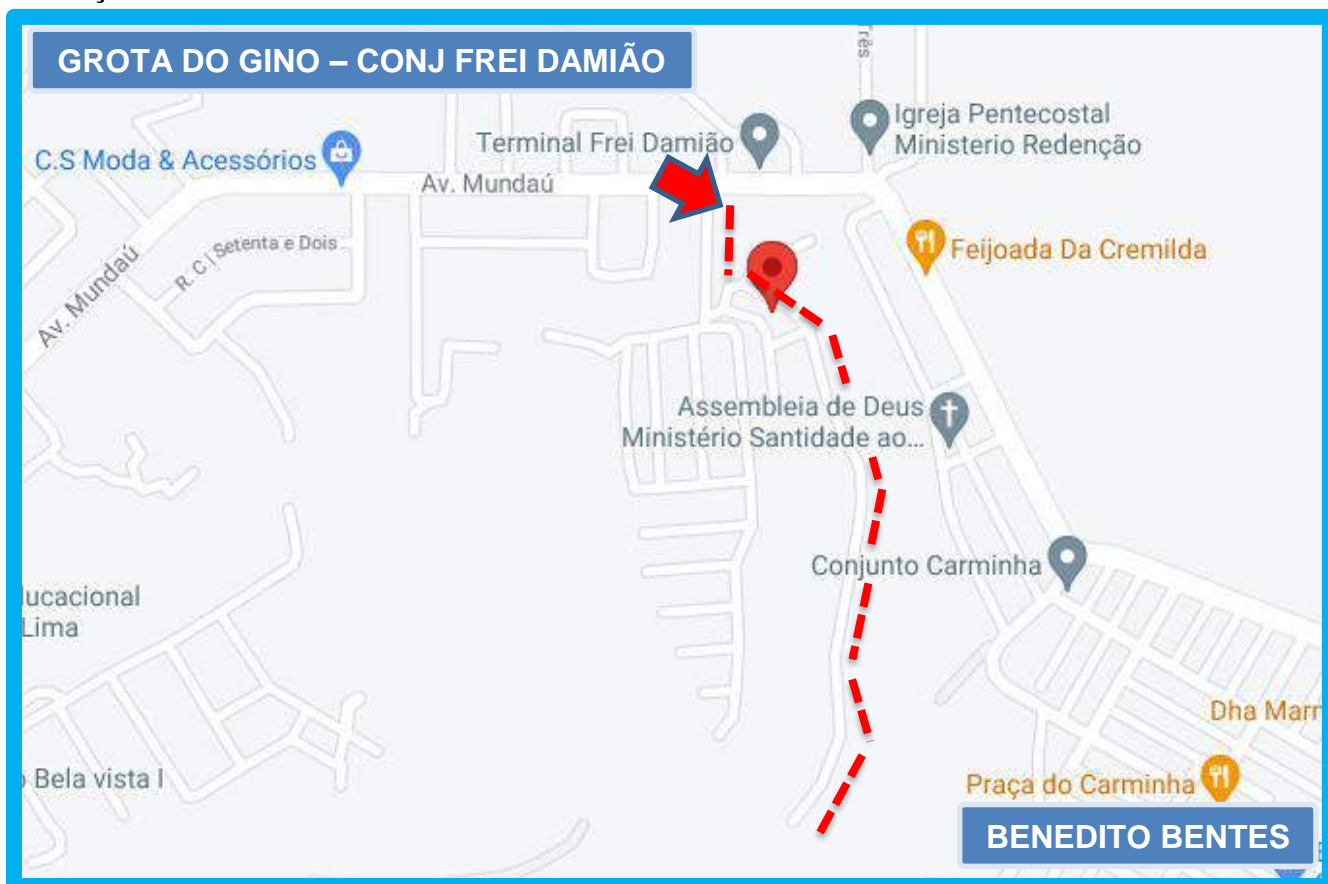 GROTA DO GINO – CONJ FREI DAMIÃO
Três
Igreja Pentecostal
Ministerio Redenção
Terminal Frei Damião
C.S Moda & Acessórios
Av. Mundaú
Setenta e Dois
R. C |
Av. Mundaú
Feijoada Da Cremilda
Assembleia de Deus
Ministério Santidade ao...
Conjunto Carminha
ucacional
Lima
Dha Marr
Bela vista I
Praça do Carminha
BENEDITO BENTES